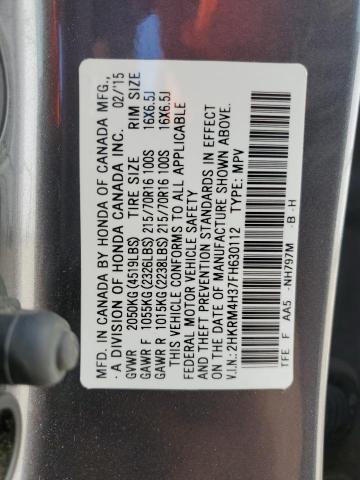 MFD. IN CANADA BY HONDA OF CANADA MFG.,
A DIVISION OF HONDA CANADA INC. 02/'15
GVWR 2050KG(4519LBS) TIRE SIZE RIM SIZE
GAWR F 1055KG(2326LBS) 215/70R16 100S 16X6.5J
GAWR R 1015KG(2238LBS) 215/70R16 100S 16X6.5J
THIS VEHICLE CONFORMS TO ALL APPLICABLE
FEDERAL MOTOR VEHICLE SAFETY
AND THEFT PREVENTION STANDARDS IN EFFECT
ON THE DATE OF MANUFACTURE SHOWN ABOVE.
V.I.N.: 2HKRM4H37FH630112 TYPE: MPV
TFE F AA5 -NH797M -B-H